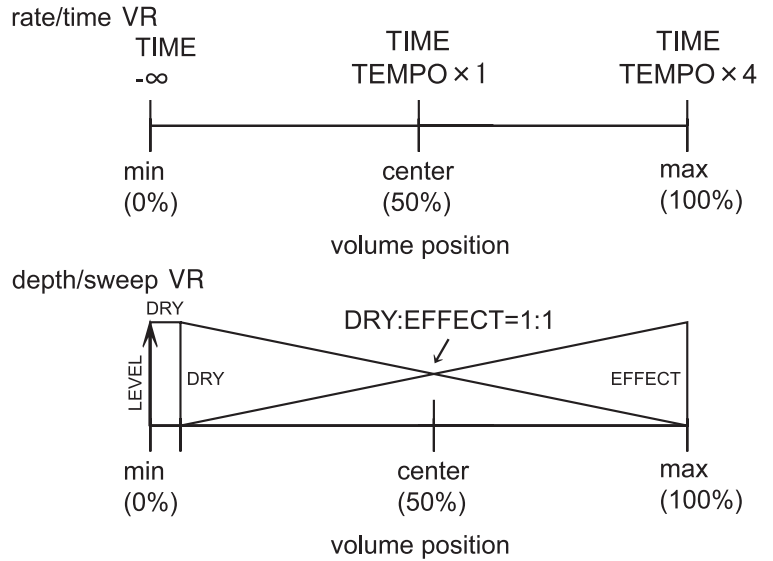 rate/time VR
TIME TIME TIME
-∞ TEMPO×1 TEMPO×4
min center max
(0%) (50%) (100%)
volume position
depth/sweep VR
DRY
DRY:EFFECT=1:1
LEVEL
DRY
EFFECT
min center max
(0%) (50%) (100%)
volume position